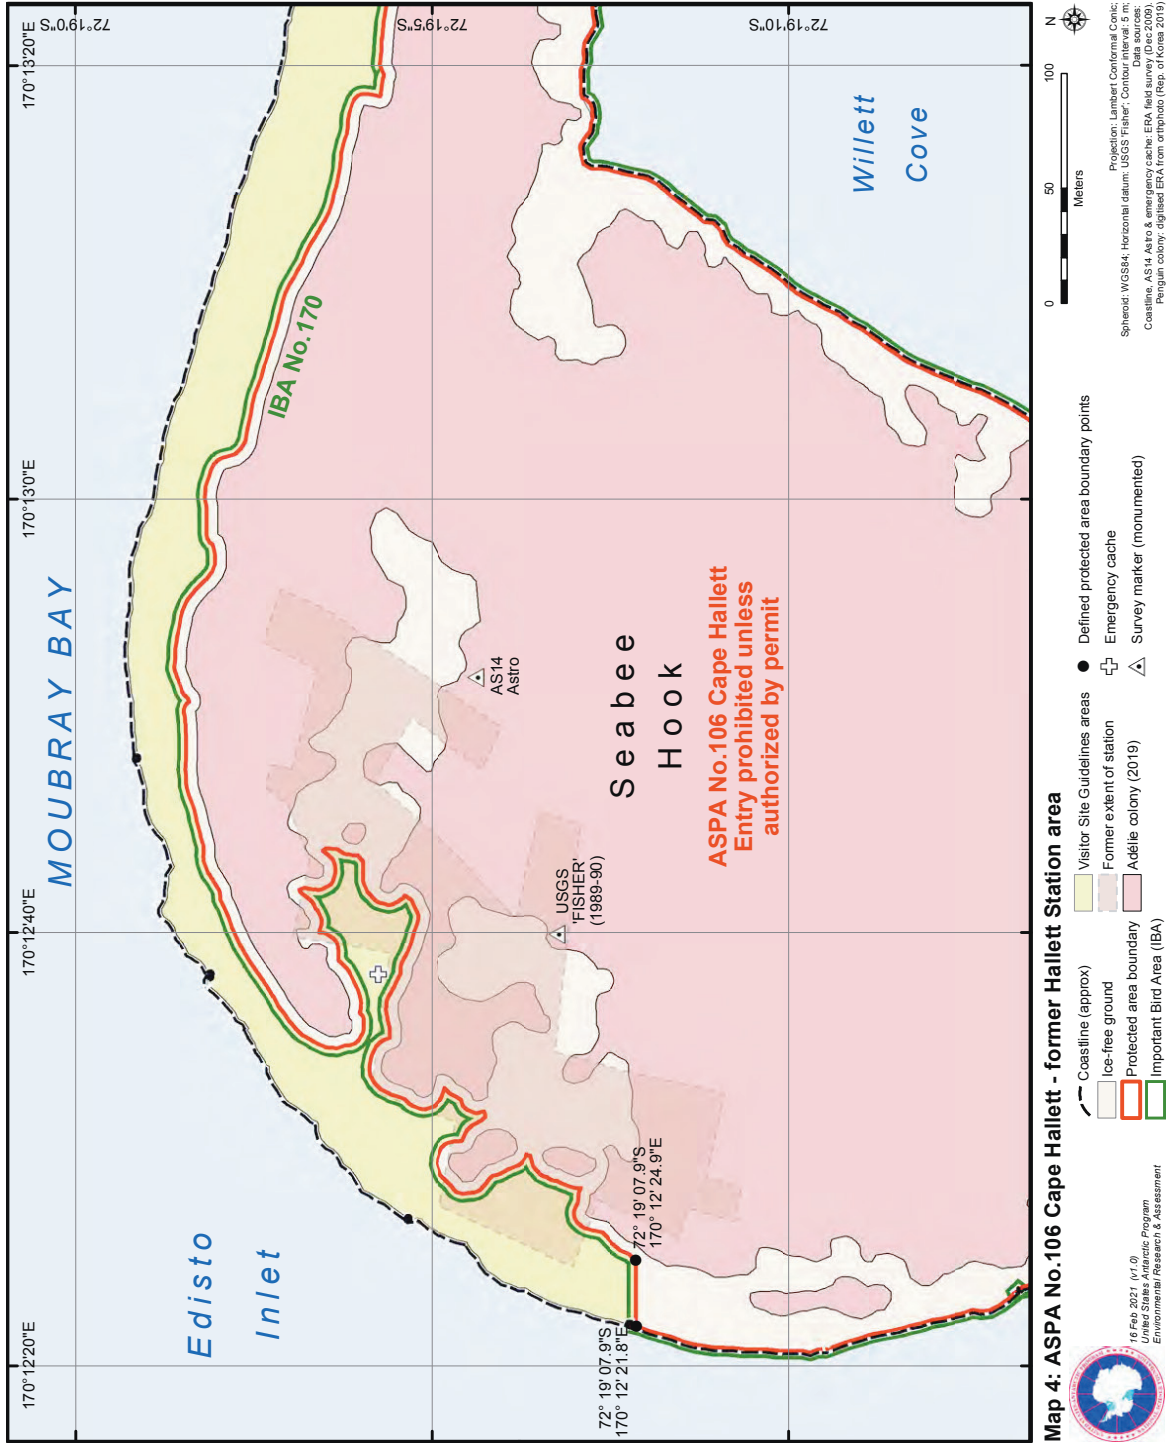 170°12'20"E
170°12'40"E
170°13'0"E
170°13'20"E
72°19'0"S
72°19'5"S
72°19'10"S
MOUBRAY BAY
Edisto
Inlet
IBA No.170
AS14
Astro
USGS
'FISHER'
(1989-90)
Seabee
Hook
ASPA No.106 Cape Hallett
Entry prohibited unless
authorized by permit
Willett
Cove
72° 19' 07.9"S
170° 12' 24.9"E
72° 19' 07.9"S
170° 12' 21.8"E
Map 4: ASPA No.106 Cape Hallett - former Hallett Station area
16 Feb 2021 (v1.0)
United States Antarctic Program
Environmental Research & Assessment
Coastline (approx)
Ice-free ground
Protected area boundary
Important Bird Area (IBA)
Visitor Site Guidelines areas
Former extent of station
Adélie colony (2019)
Defined protected area boundary points
Emergency cache
Survey marker (monumented)
0 50 100
Meters
N
Projection: Lambert Conformal Conic;
Spheroid: WGS84; Horizontal datum: USGS 'Fisher'; Contour interval: 5 m;
Data sources:
Coastline, AS14 Astro & emergency cache: ERA field survey (Dec 2009).
Penguin colony: digitised ERA from orthphoto (Rep. of Korea 2019)